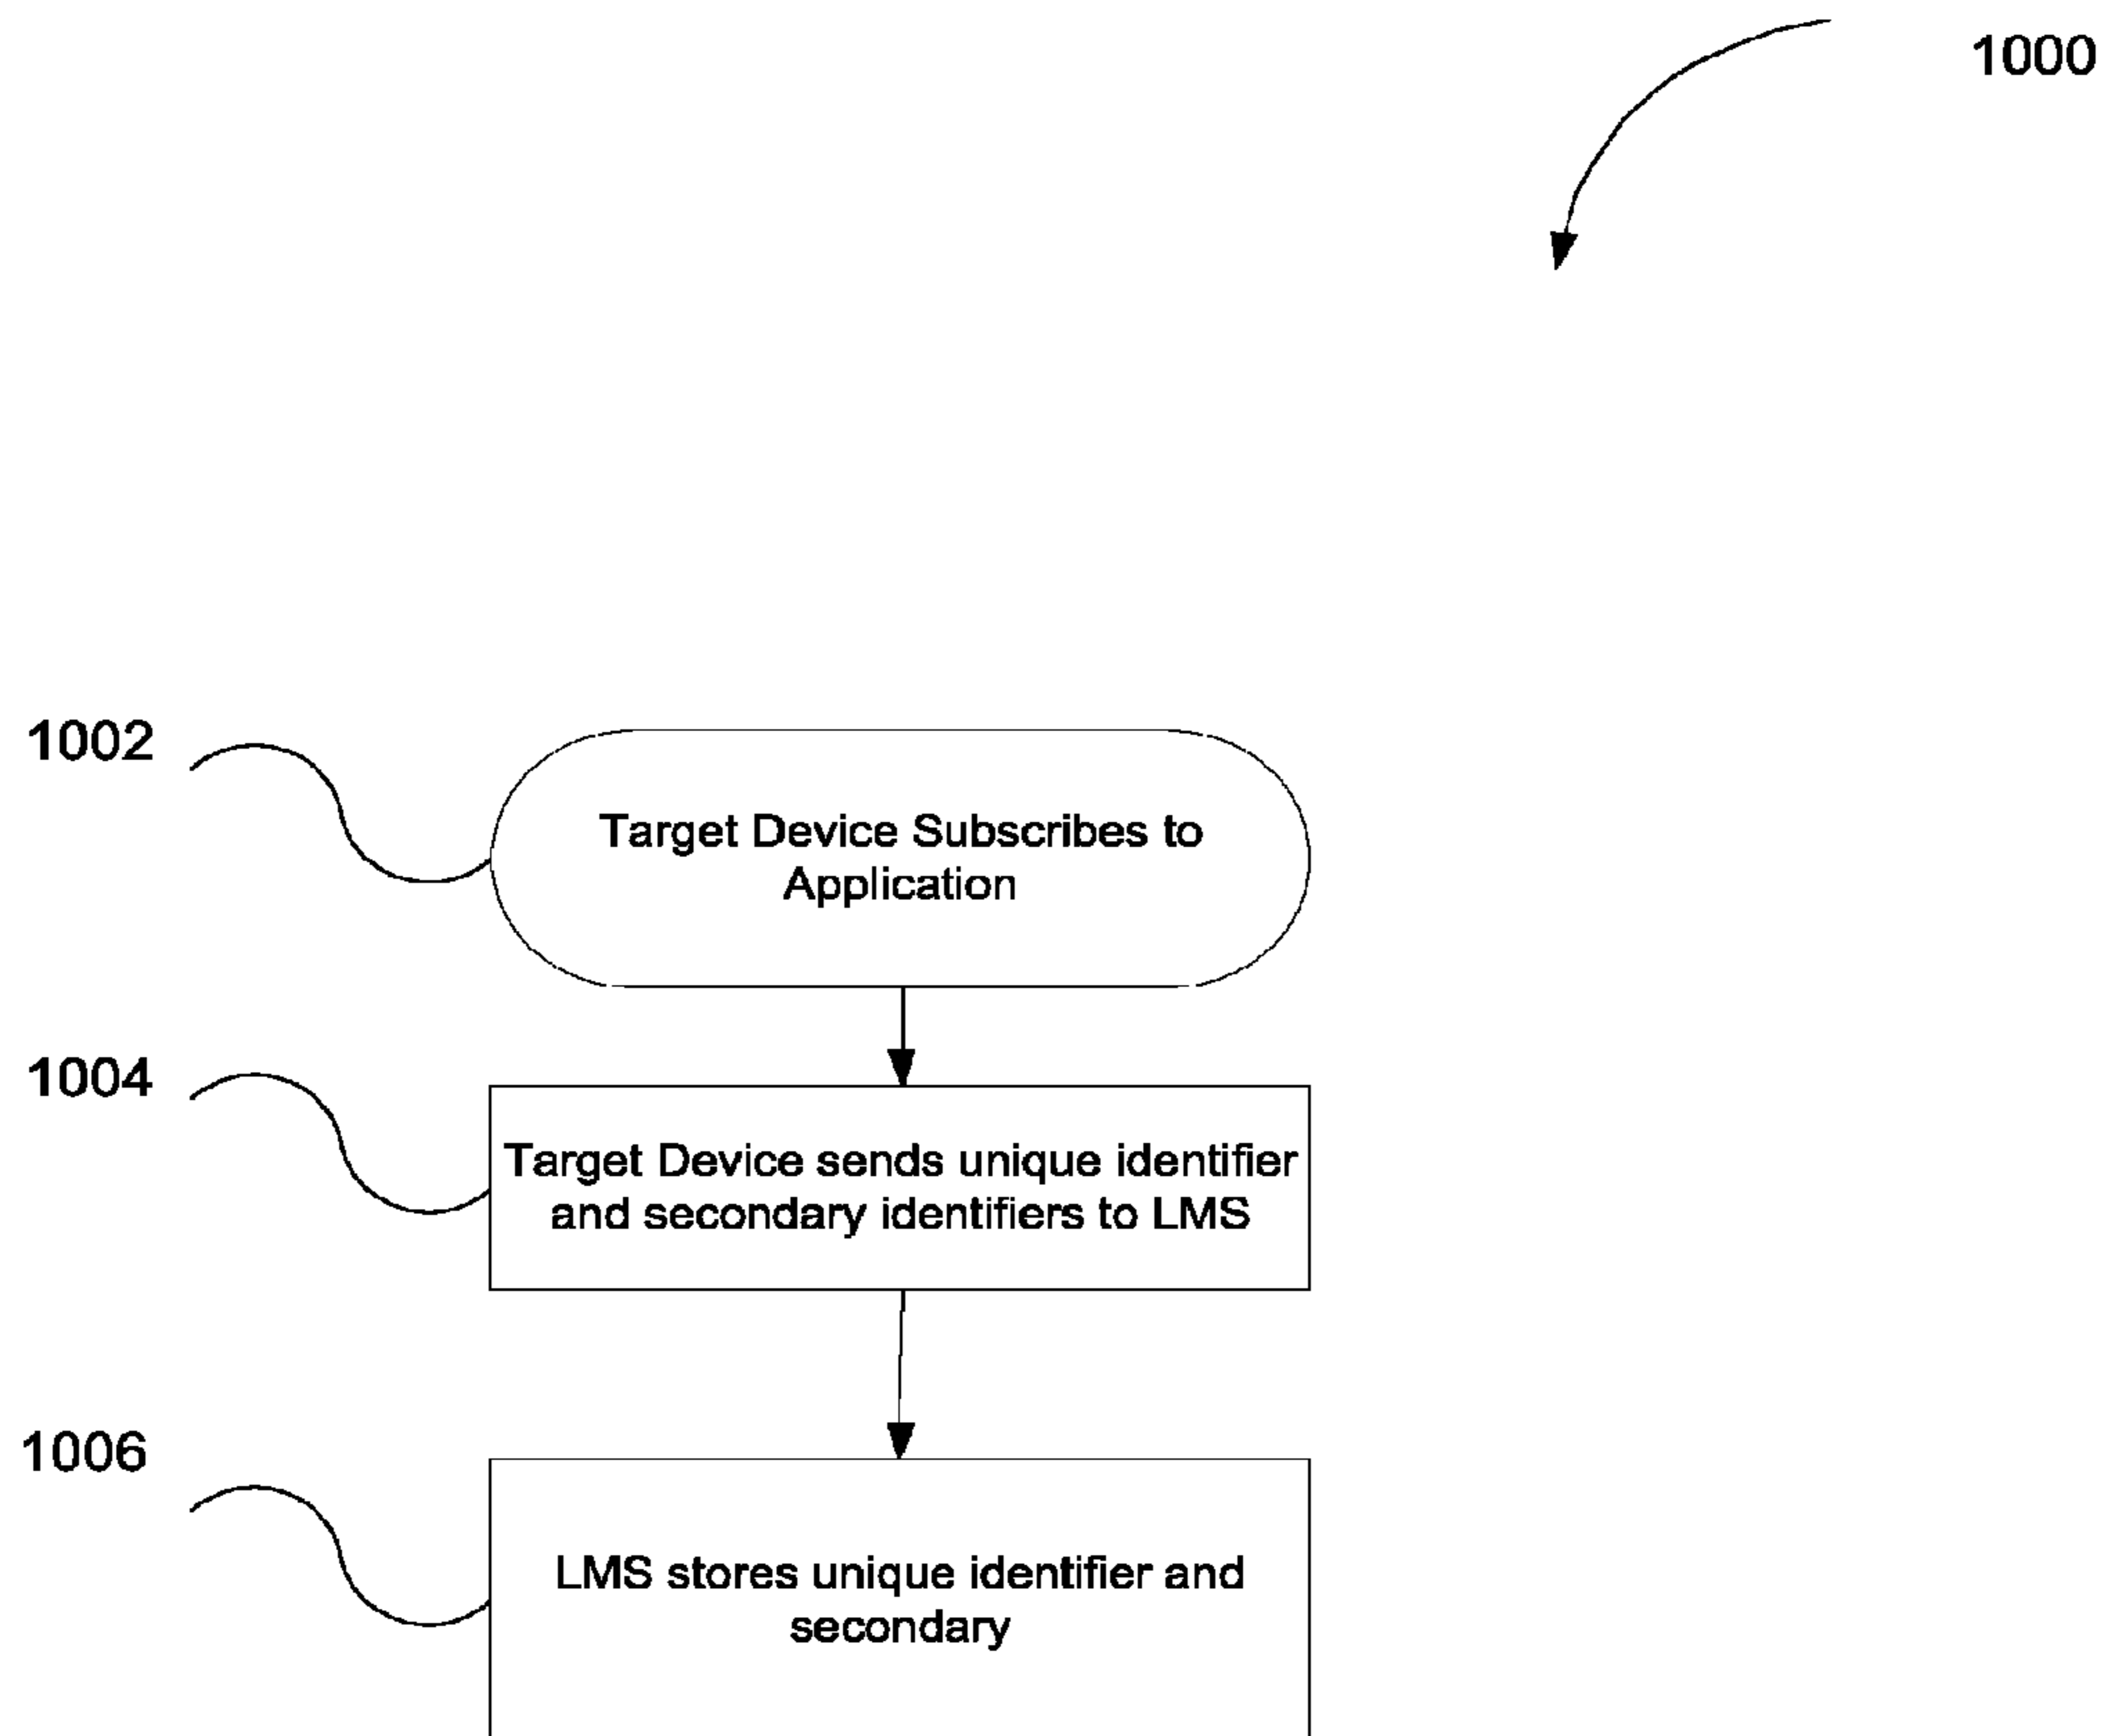 1000
1002
Target Device Subscribes to
Application
1004
Target Device sends unique identifier
and secondary identifiers to LMS
1006
LMS stores unique identifier and
secondary